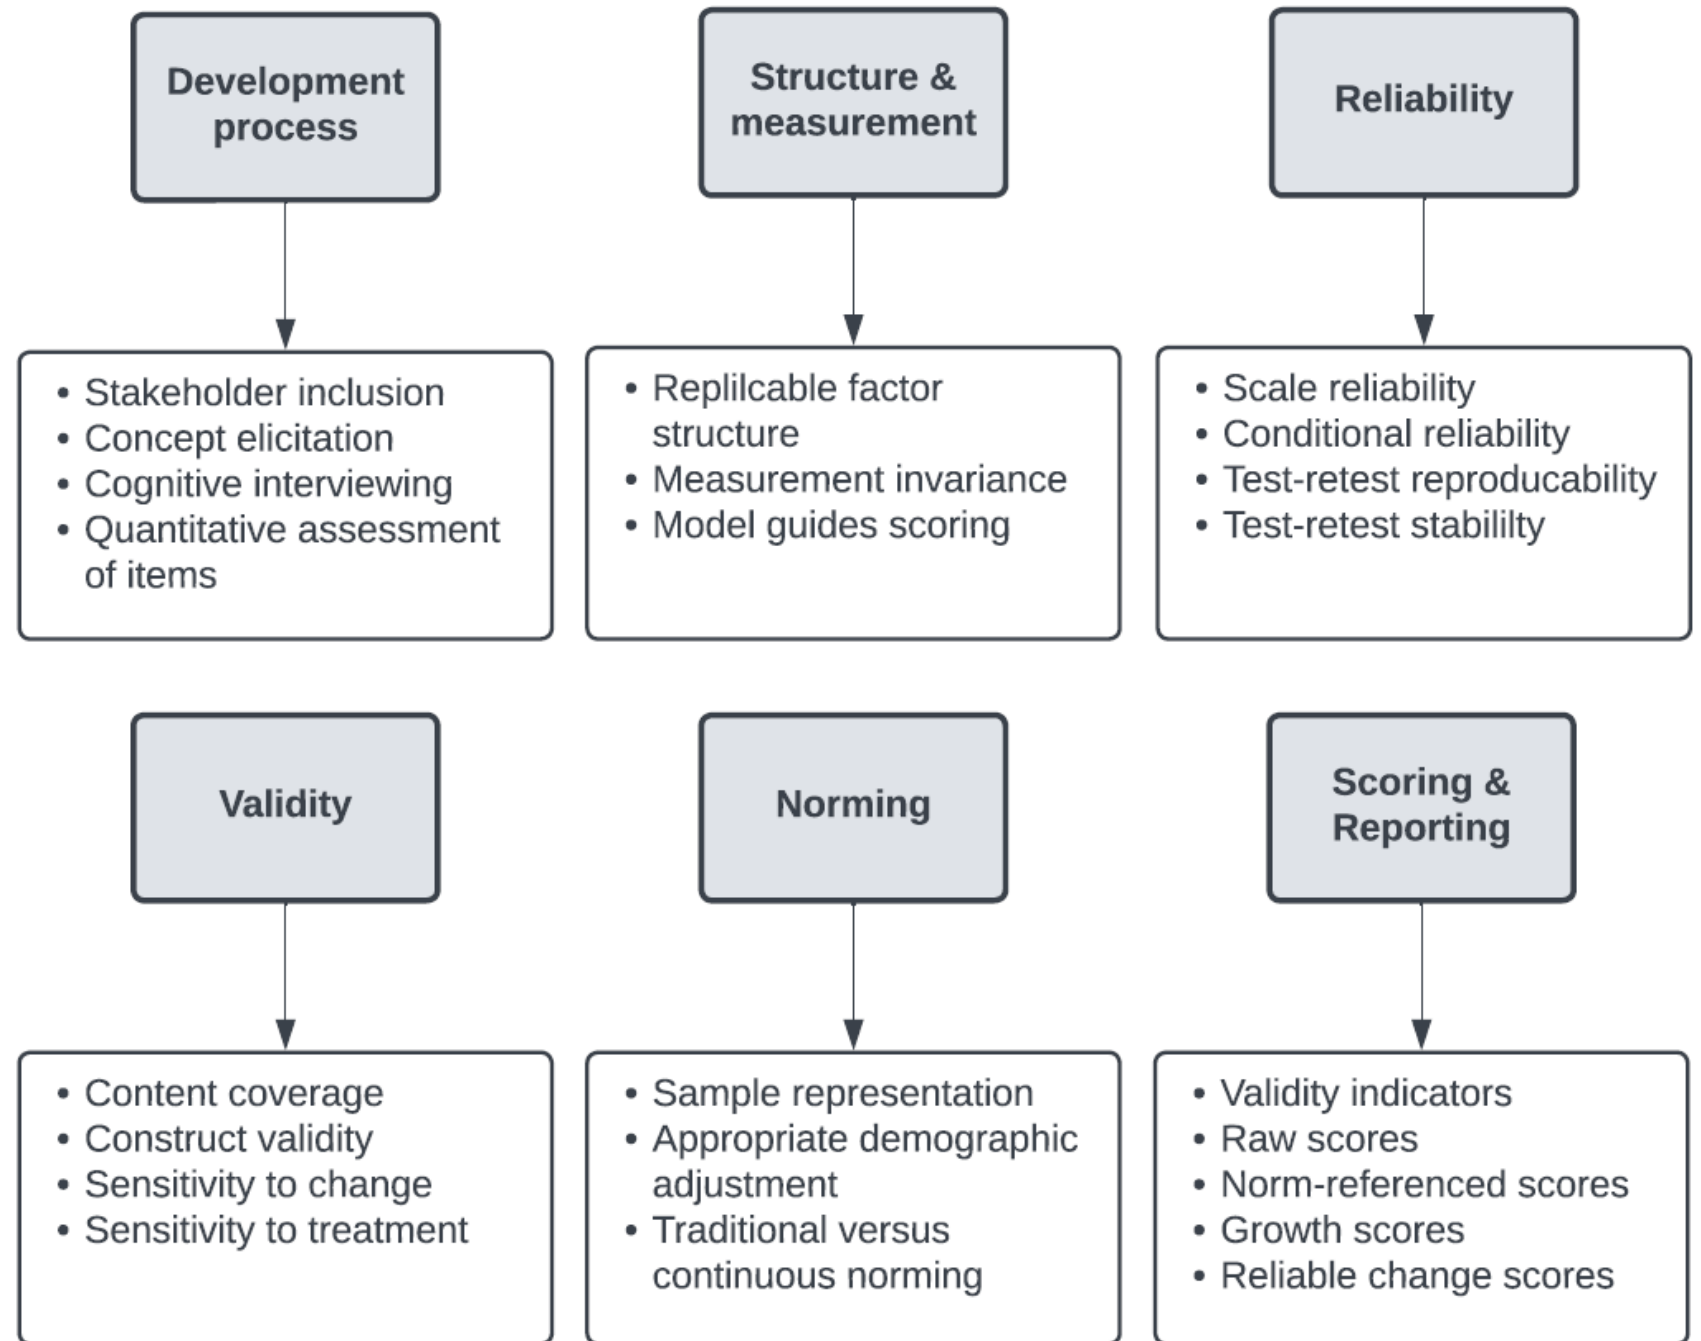 Development
process
Structure &
measurement
Reliability
• Stakeholder inclusion
• Concept elicitation
• Cognitive interviewing
• Quantitative assessment
of items
• Replilcable factor
structure
• Measurement invariance
• Model guides scoring
• Scale reliability
• Conditional reliability
• Test-retest reproducability
• Test-retest stabililty
Validity
Norming
Scoring &
Reporting
• Content coverage
• Construct validity
• Sensitivity to change
• Sensitivity to treatment
• Sample representation
• Appropriate demographic
adjustment
• Traditional versus
continuous norming
• Validity indicators
• Raw scores
• Norm-referenced scores
• Growth scores
• Reliable change scores